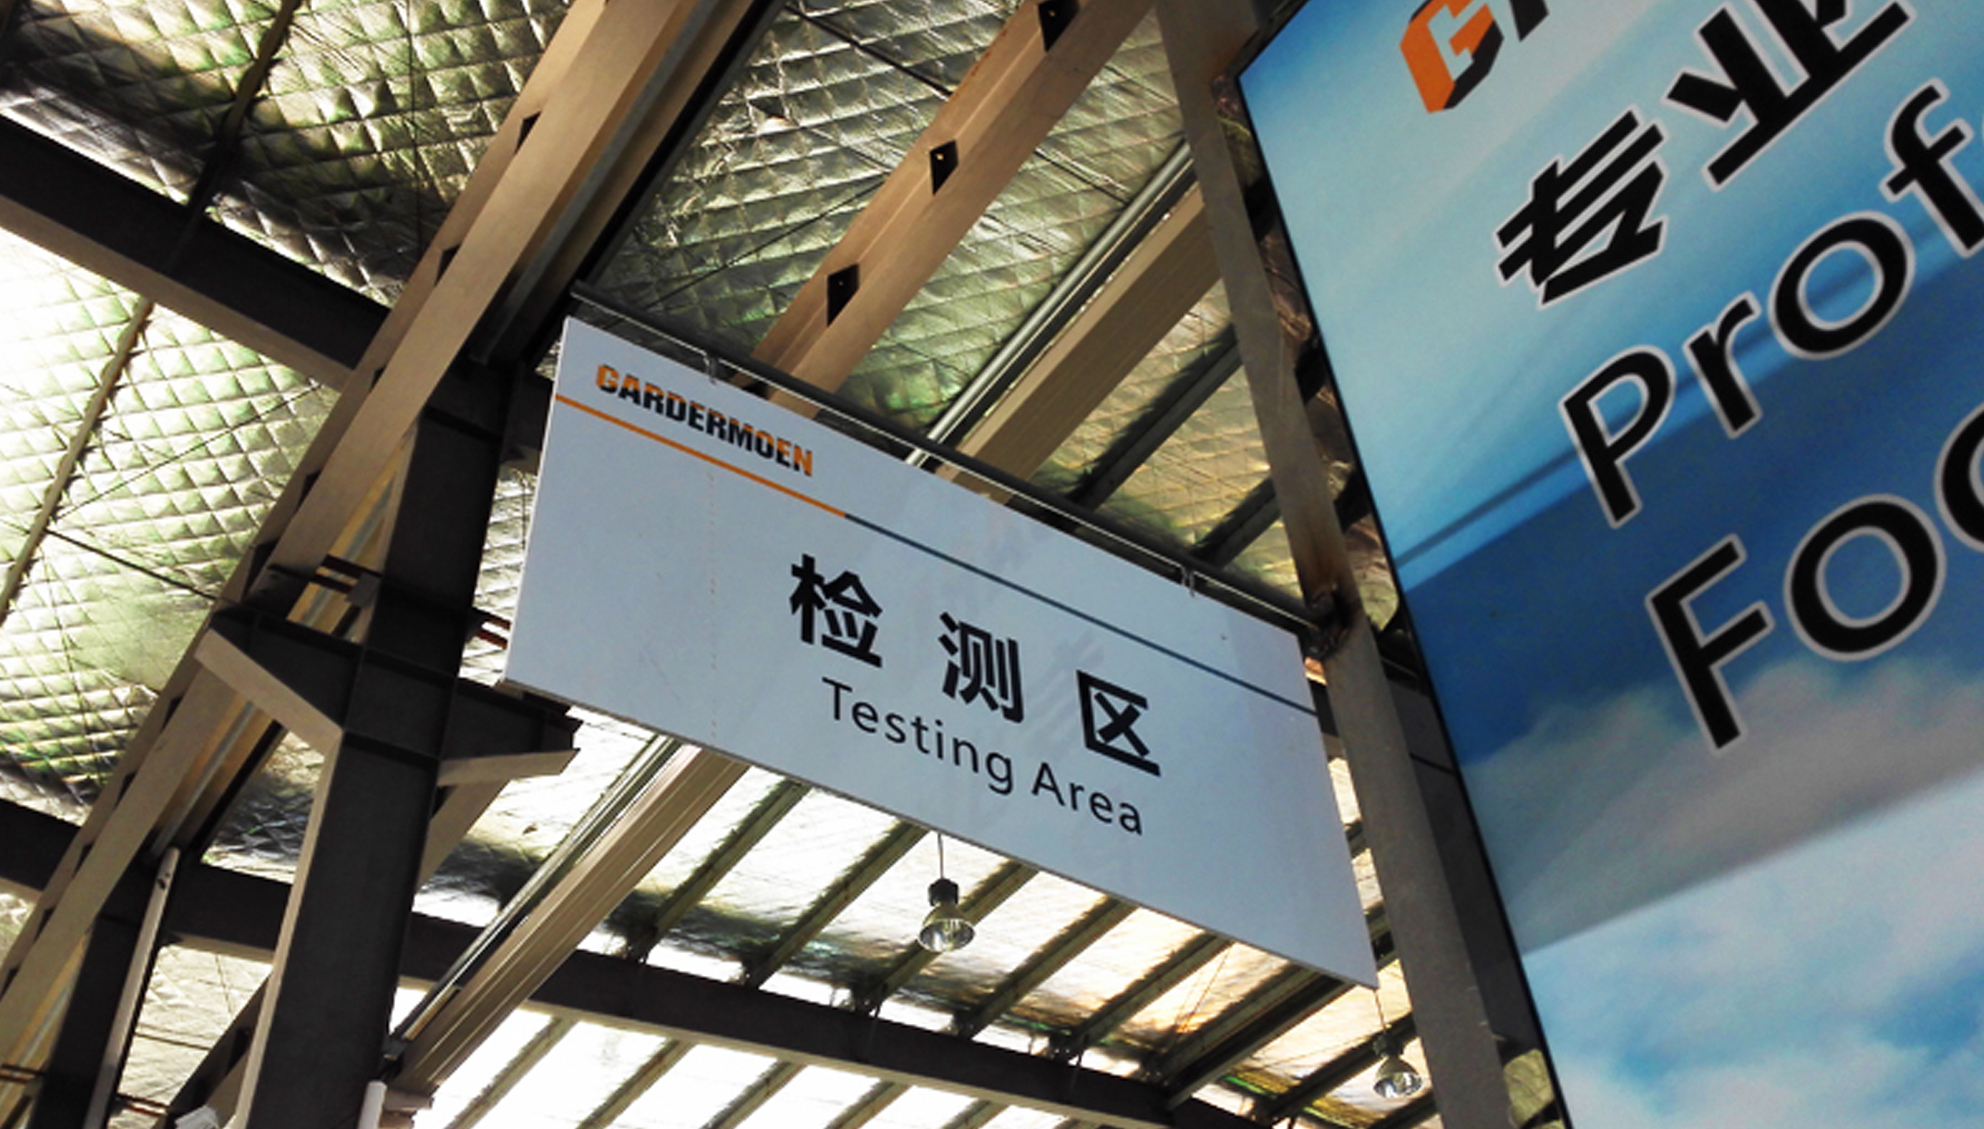 GARDERMOEN
检测区
Testing Area
专业
Prof
Foc